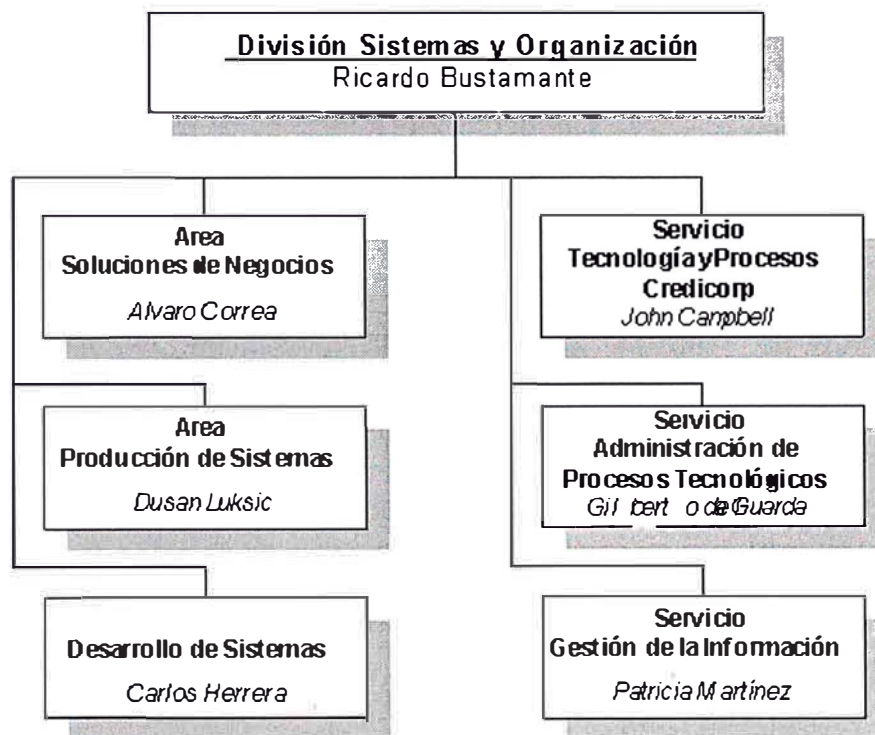 División Sistemas y Organización
Ricardo Bustamante
Area
Soluciones de Negocios
Alvaro Correa
Servicio
Tecnología y Procesos
Credicorp
John Campbell
Area
Producción de Sistemas
Dusan Luksic
Servicio
Administración de
Procesos Tecnológicos
Gilberto de Guarda
Desarrollo de Sistemas
Carlos Herrera
Servicio
Gestión de la Información
Patricia Martínez